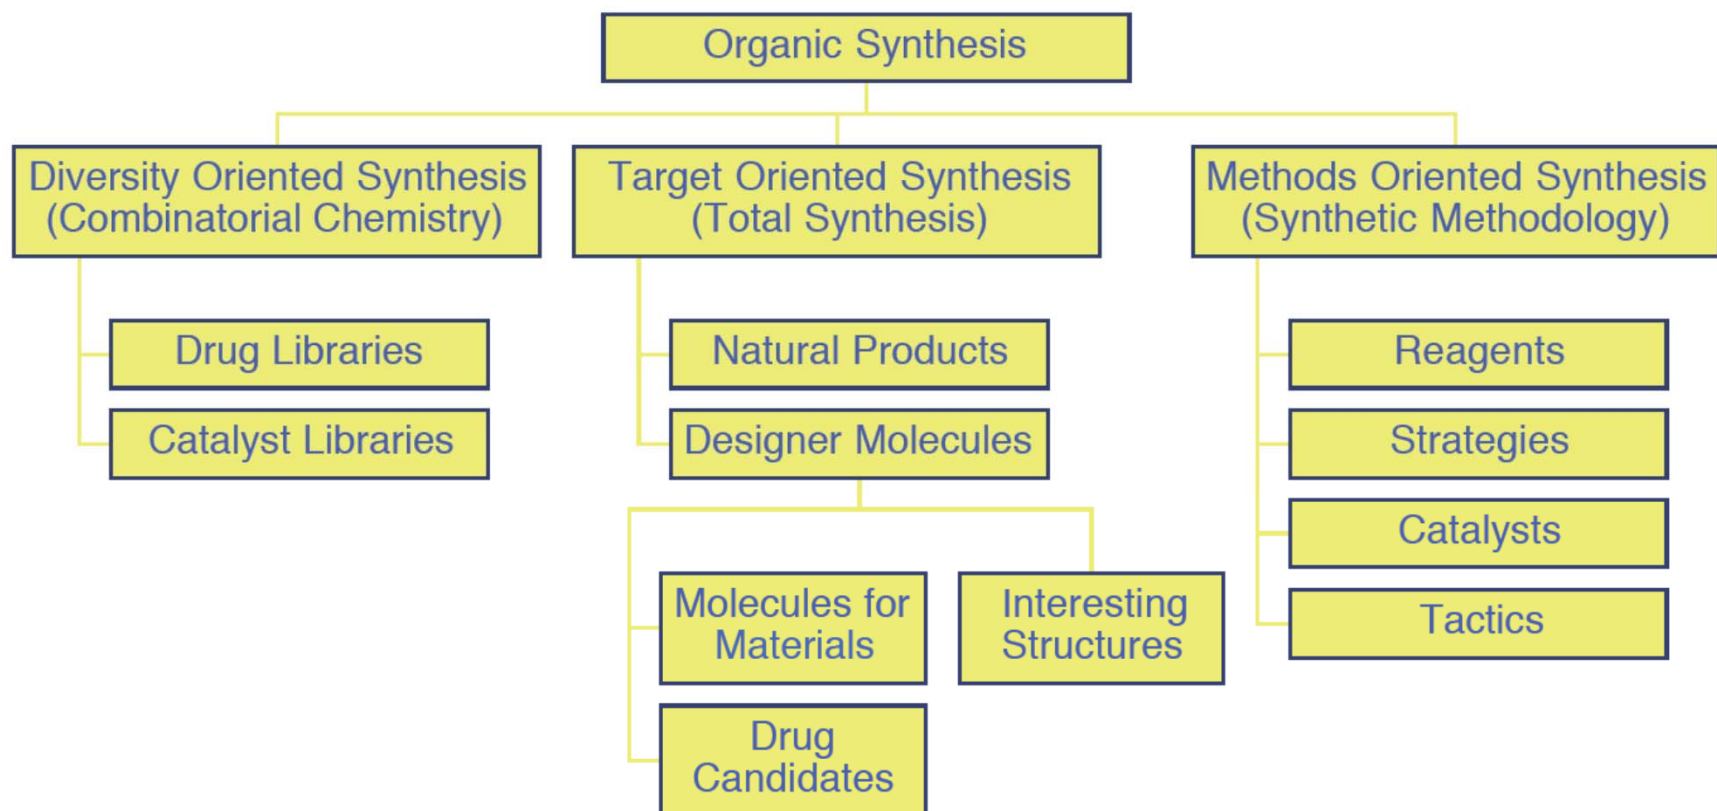 Organic Synthesis
Diversity Oriented Synthesis
(Combinatorial Chemistry)
Target Oriented Synthesis
(Total Synthesis)
Methods Oriented Synthesis
(Synthetic Methodology)
Drug Libraries
Catalyst Libraries
Natural Products
Designer Molecules
Molecules for
Materials
Interesting
Structures
Drug
Candidates
Reagents
Strategies
Catalysts
Tactics